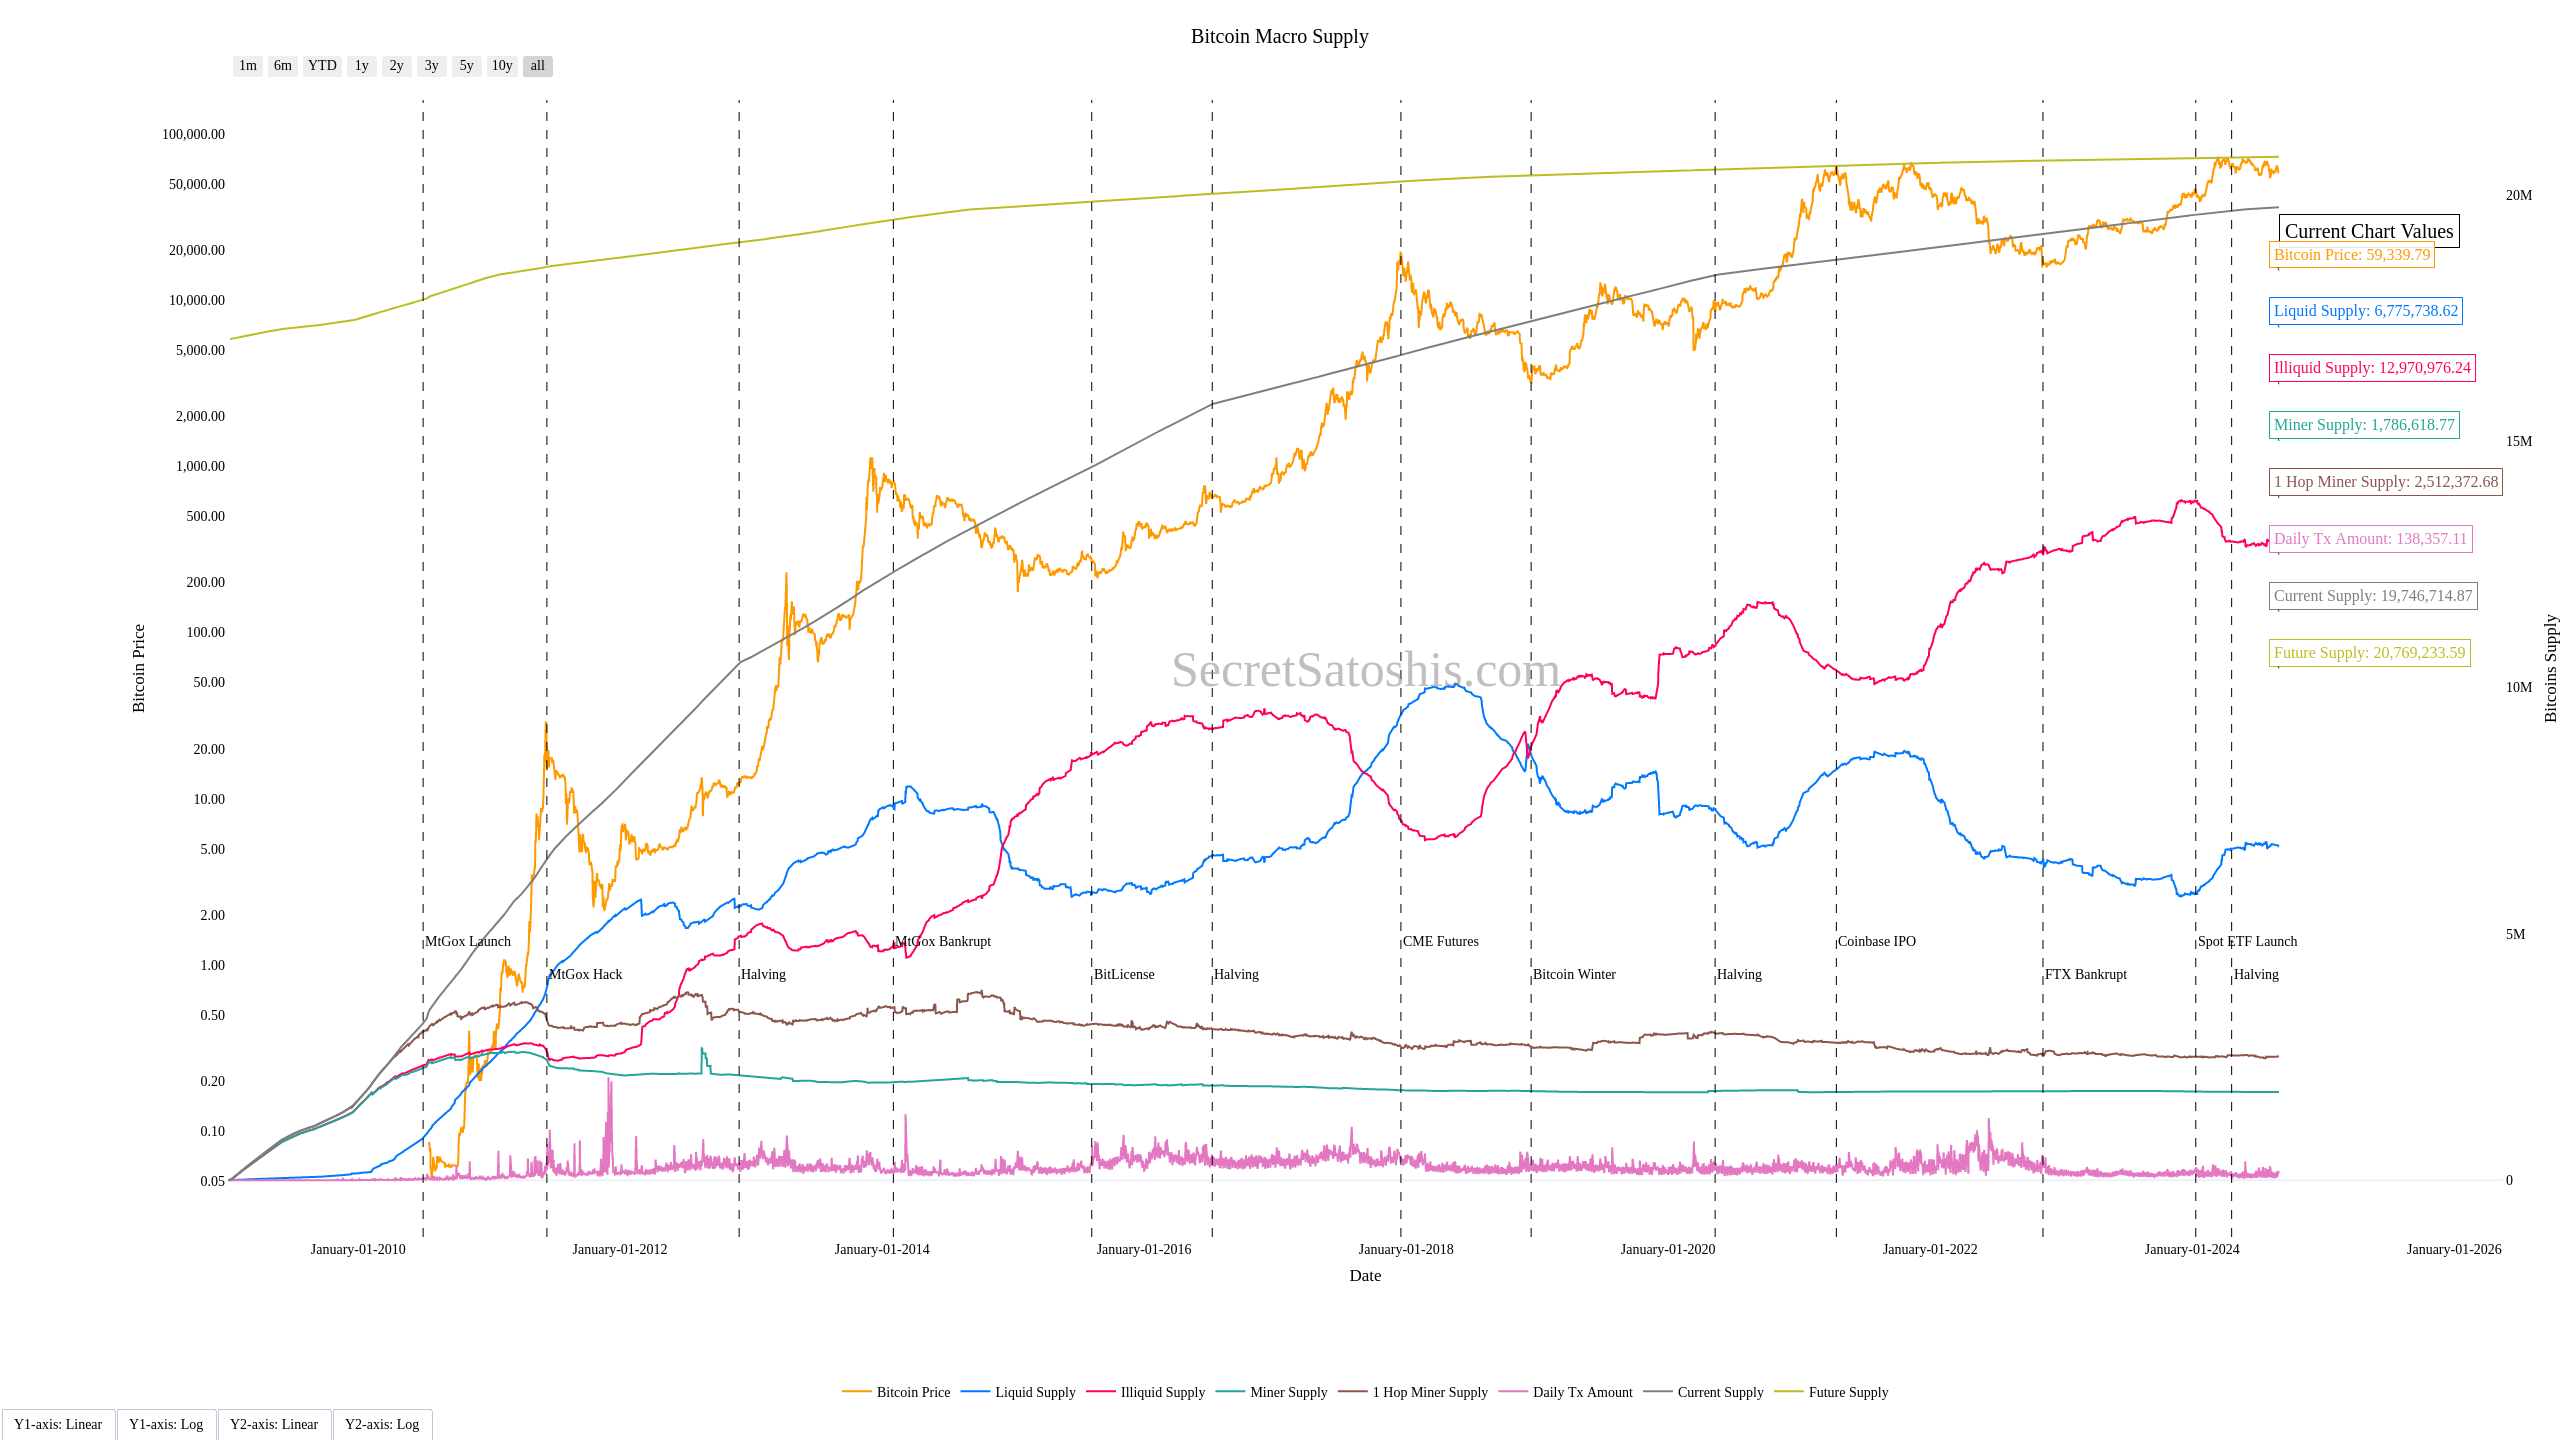 Bitcoin Macro Supply
1m 6m YTD 1y 2y 3y 5y 10y all
100,000.00
50,000.00
20,000.00
10,000.00
5,000.00
2,000.00
1,000.00
500.00
200.00
100.00
50.00
20.00
10.00
5.00
2.00
1.00
0.50
0.20
0.10
0.05
Bitcoin Price
20M
15M
10M
5M
0
Bitcoins Supply
Current Chart Values
Bitcoin Price: 59,339.79
Liquid Supply: 6,775,738.62
Illiquid Supply: 12,970,976.24
Miner Supply: 1,786,618.77
1 Hop Miner Supply: 2,512,372.68
Daily Tx Amount: 138,357.11
Current Supply: 19,746,714.87
Future Supply: 20,769,233.59
SecretSatoshis.com
MtGox Launch
MtGox Bankrupt
CME Futures
Coinbase IPO
Spot ETF Launch
MtGox Hack
Halving
BitLicense
Halving
Bitcoin Winter
Halving
FTX Bankrupt
Halving
January-01-2010
January-01-2012
January-01-2014
January-01-2016
January-01-2018
January-01-2020
January-01-2022
January-01-2024
January-01-2026
Date
Bitcoin Price
Liquid Supply
Illiquid Supply
Miner Supply
1 Hop Miner Supply
Daily Tx Amount
Current Supply
Future Supply
Y1-axis: Linear
Y1-axis: Log
Y2-axis: Linear
Y2-axis: Log